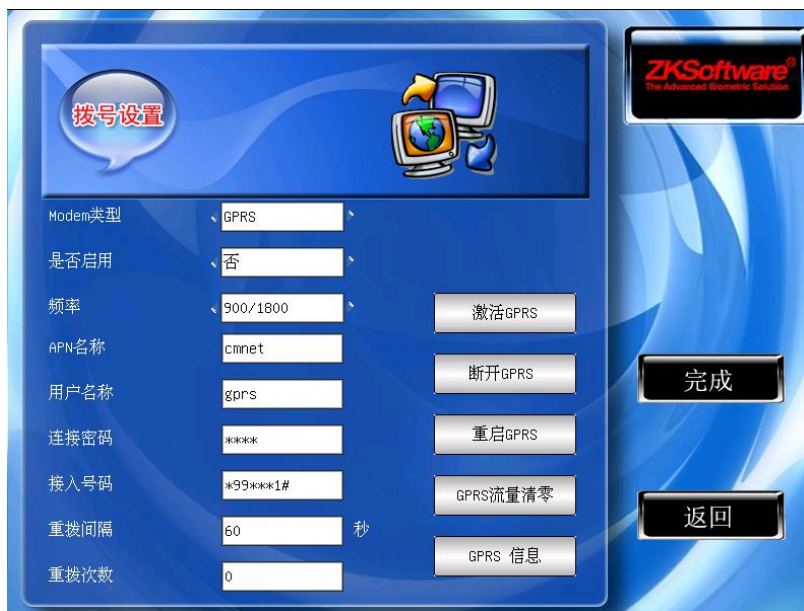 拨号设置
ZKSoftware®
The Advanced Biometric Solution
Modem类型 GPRS
是否启用 否
频率 900/1800
激活GPRS
APN名称 cmnet
断开GPRS
完成
用户名称 gprs
连接密码 ****
重启GPRS
接入号码 *99***1#
GPRS流量清零
重拨间隔 60 秒
返回
GPRS 信息
重拨次数 0